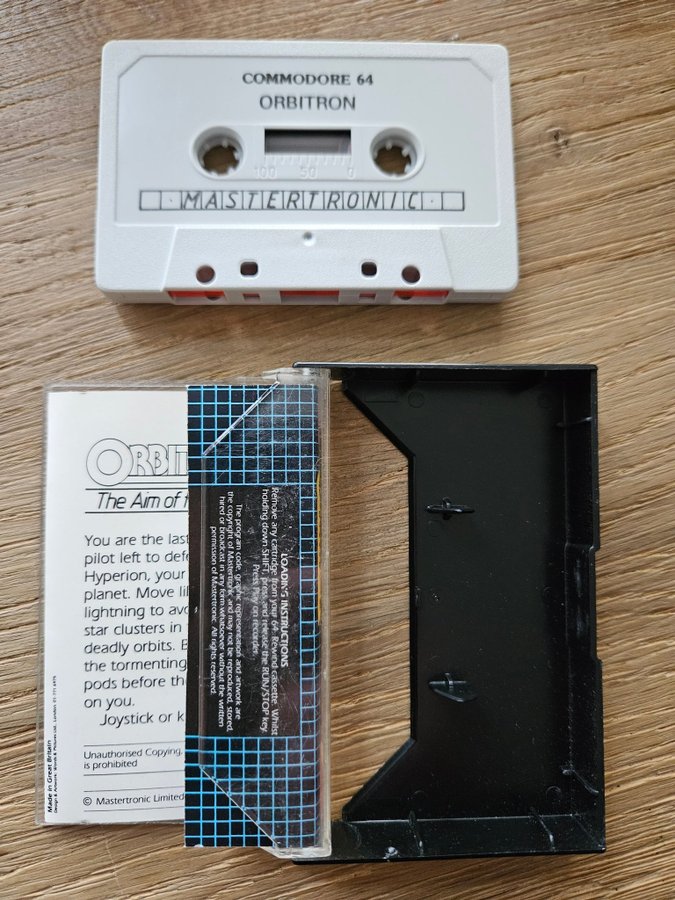 COMMODORE 64
ORBITRON
100 50 0
MASTERTRONIC
ORBIT
The Aim of
You are the last
pilot left to
Hyperion, your
planet. Move
lightning to
star clusters in
deadly orbits.
the tormenting
pods before
on you.
Joystick or
Unauthorised Copying,
is prohibited
© Mastertronic Limited
Made in Great Britain
LOADING INSTRUCTIONS
Remove any cartridge from your 64. Rewind cassette. Whilst
holding down SHIFT, press and release the RUN/STOP key.
Press Play on recorder.
The program code, graphic representation and artwork are
the copyright of Mastertronic and may not be reproduced, stored,
hired or broadcast in any form whatsoever without the written
permission of Mastertronic. All rights reserved.